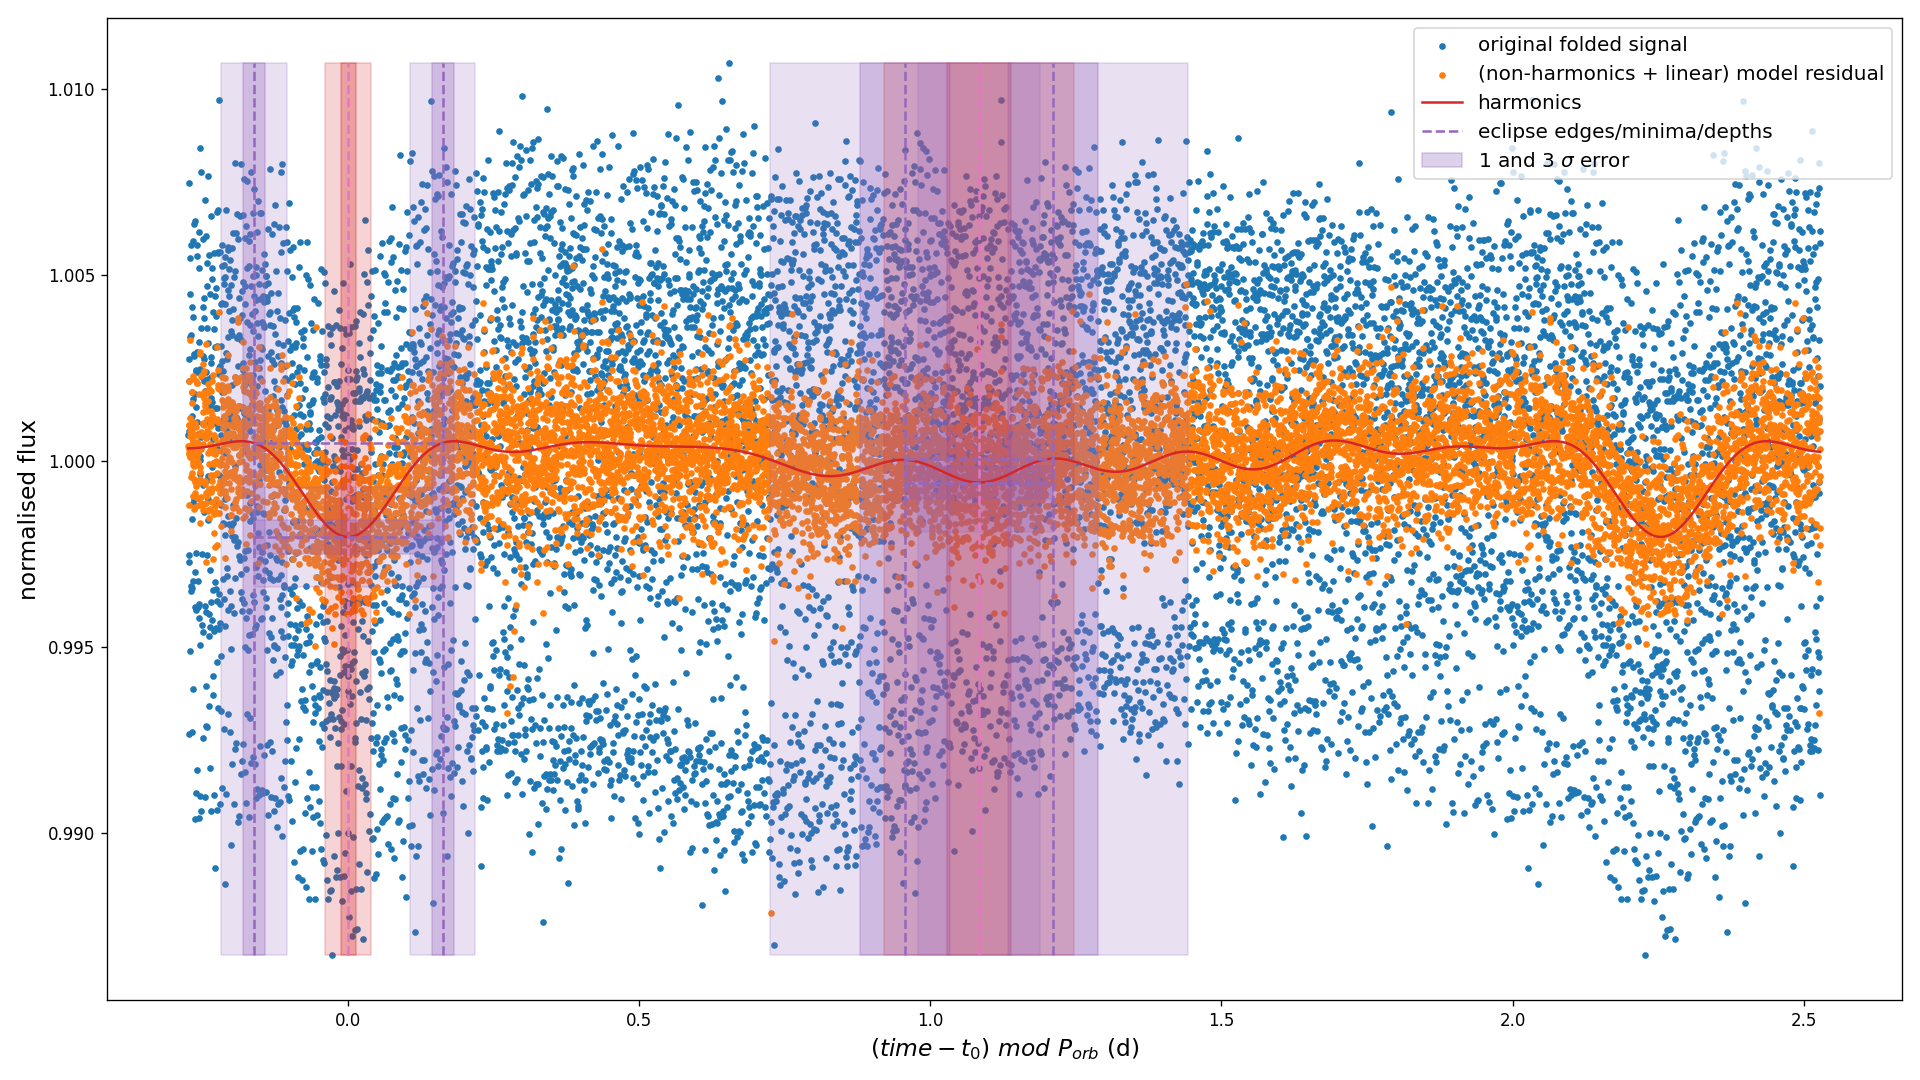 original folded signal
(non-harmonics + linear) model residual
harmonics
eclipse edges/minima/depths
1 and 3 σ error
normalised flux
1.010
1.005
1.000
0.995
0.990
0.0 0.5 1.0 1.5 2.0 2.5
(time − t₀) mod Pₒᵣb (d)